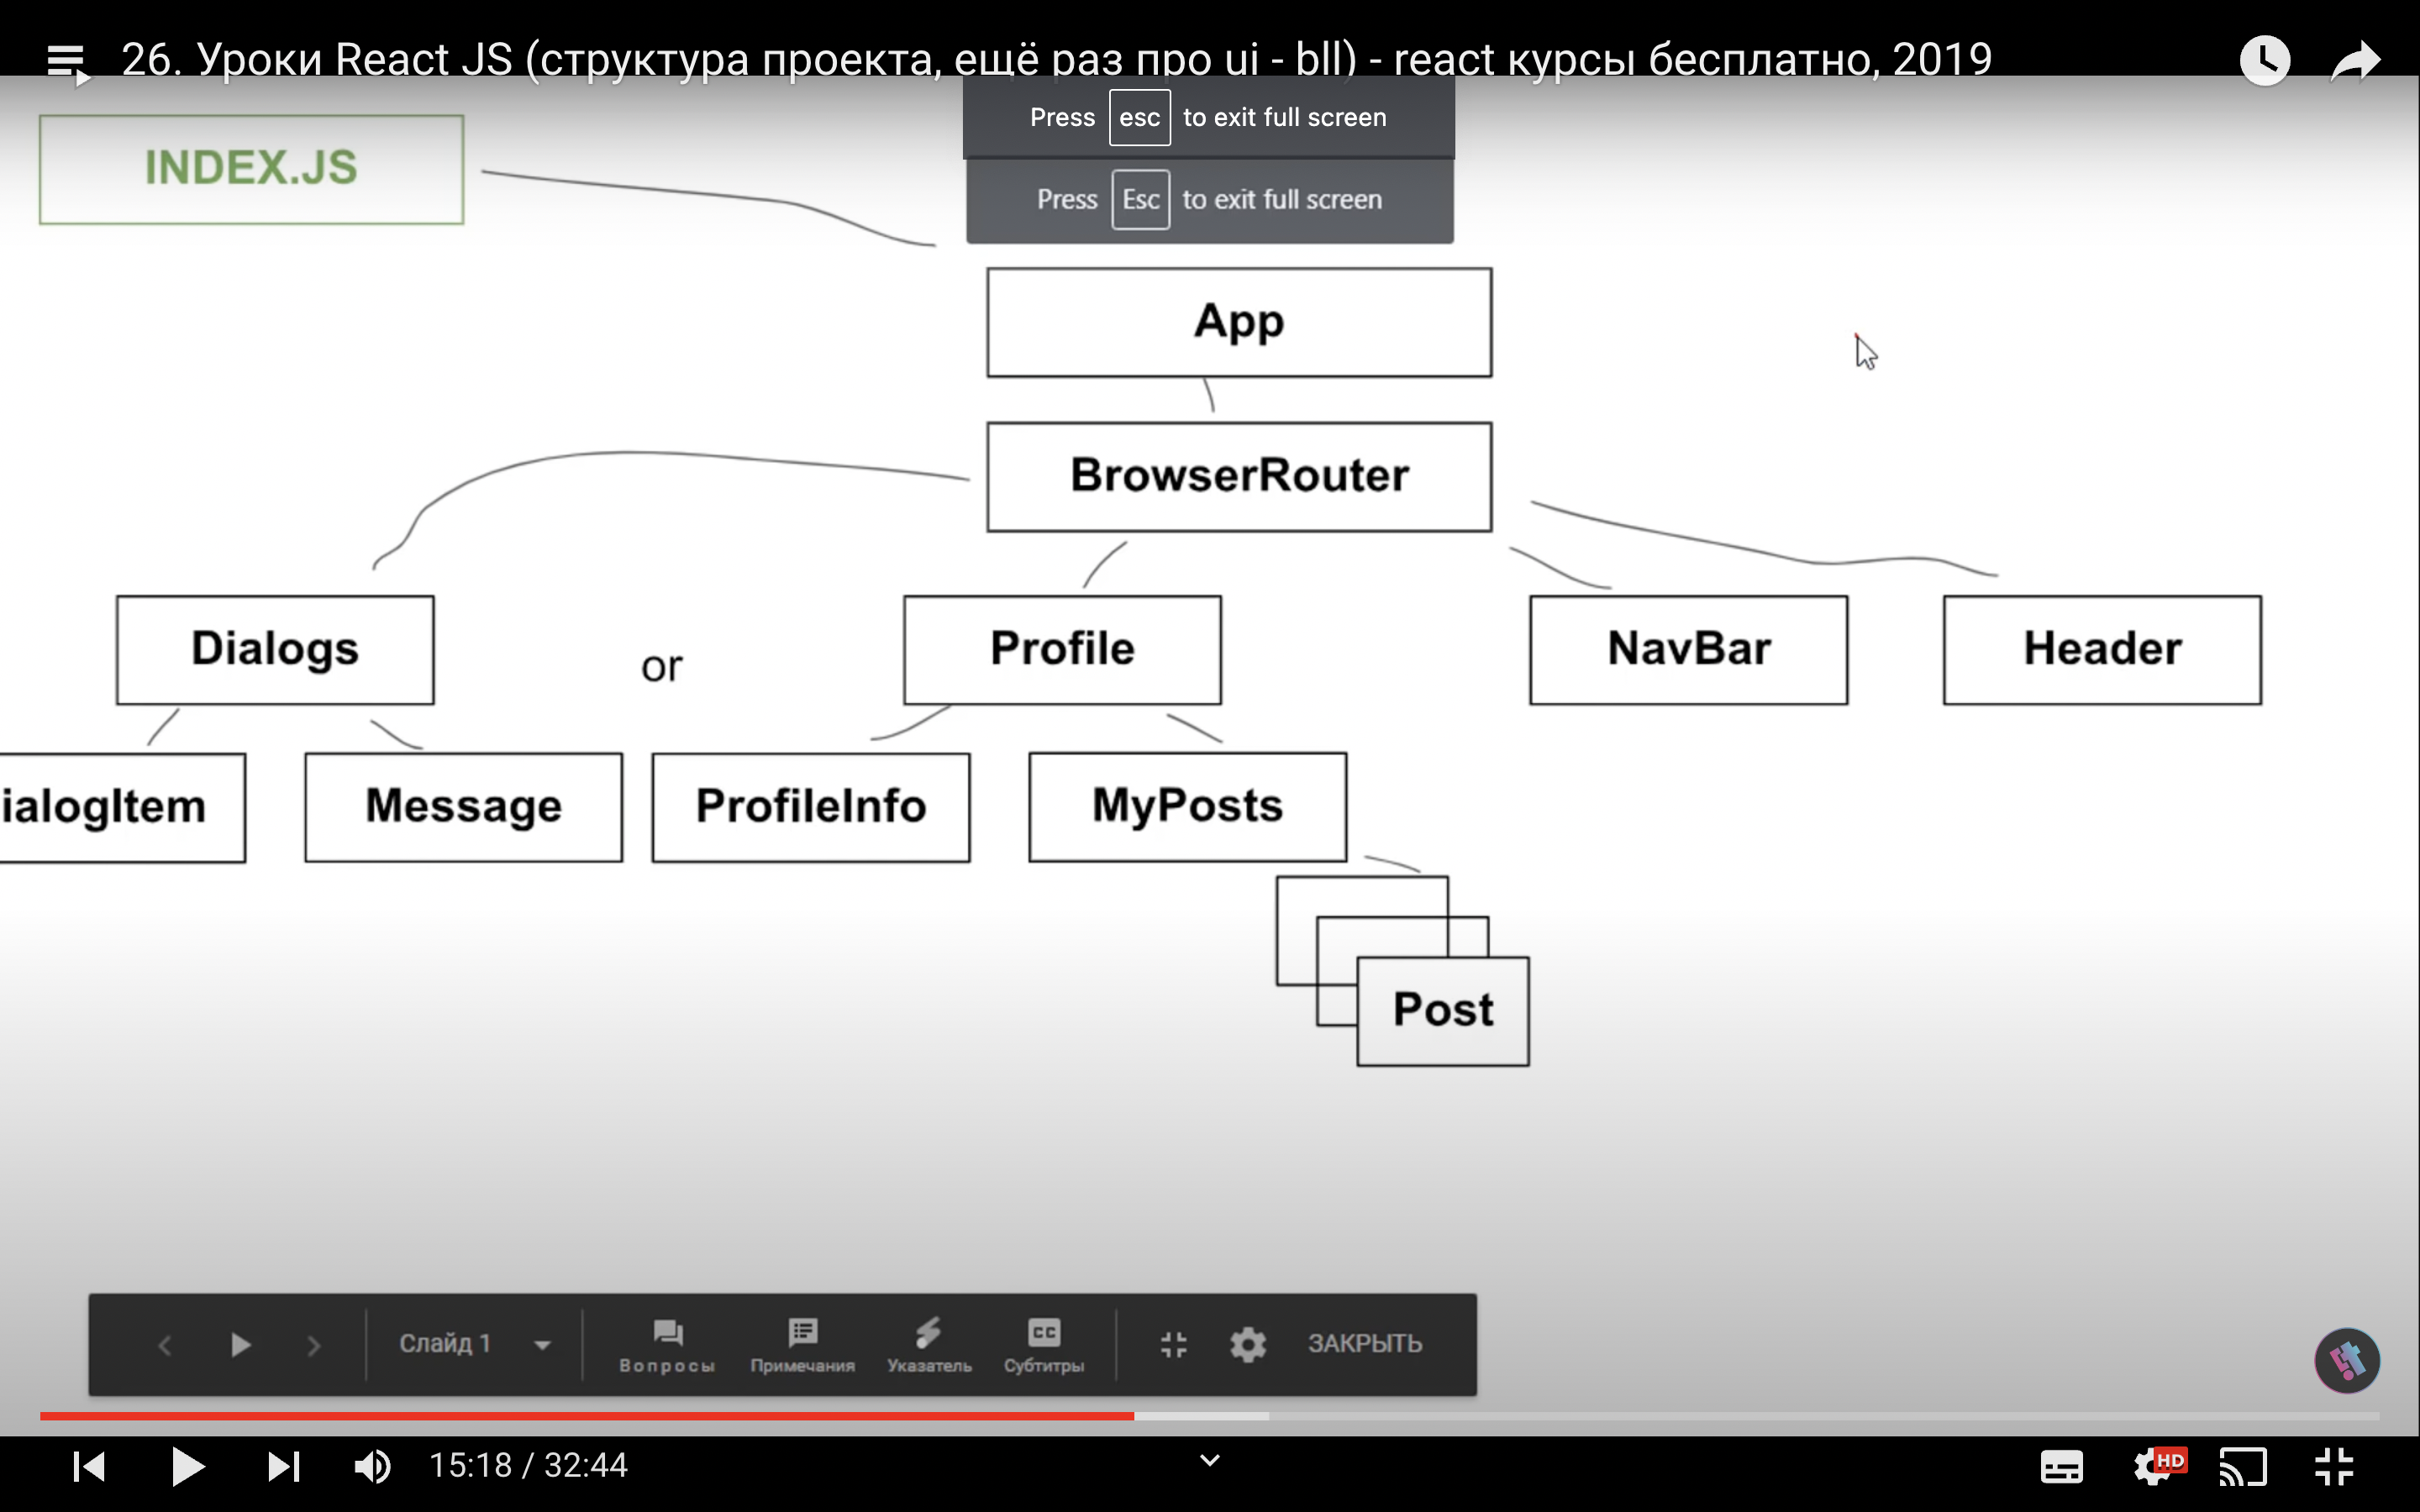 26. Уроки React JS (структура проекта, ещё раз про ui - bll) - react курсы бесплатно, 2019
Press esc to exit full screen
Press Esc to exit full screen
INDEX.JS
App
BrowserRouter
Dialogs
or
Profile
NavBar
Header
ialogItem
Message
ProfileInfo
MyPosts
Post
Слайд 1
Вопросы
Примечания
Указатель
CC
Субтитры
ЗАКРЫТЬ
15:18 / 32:44
HD